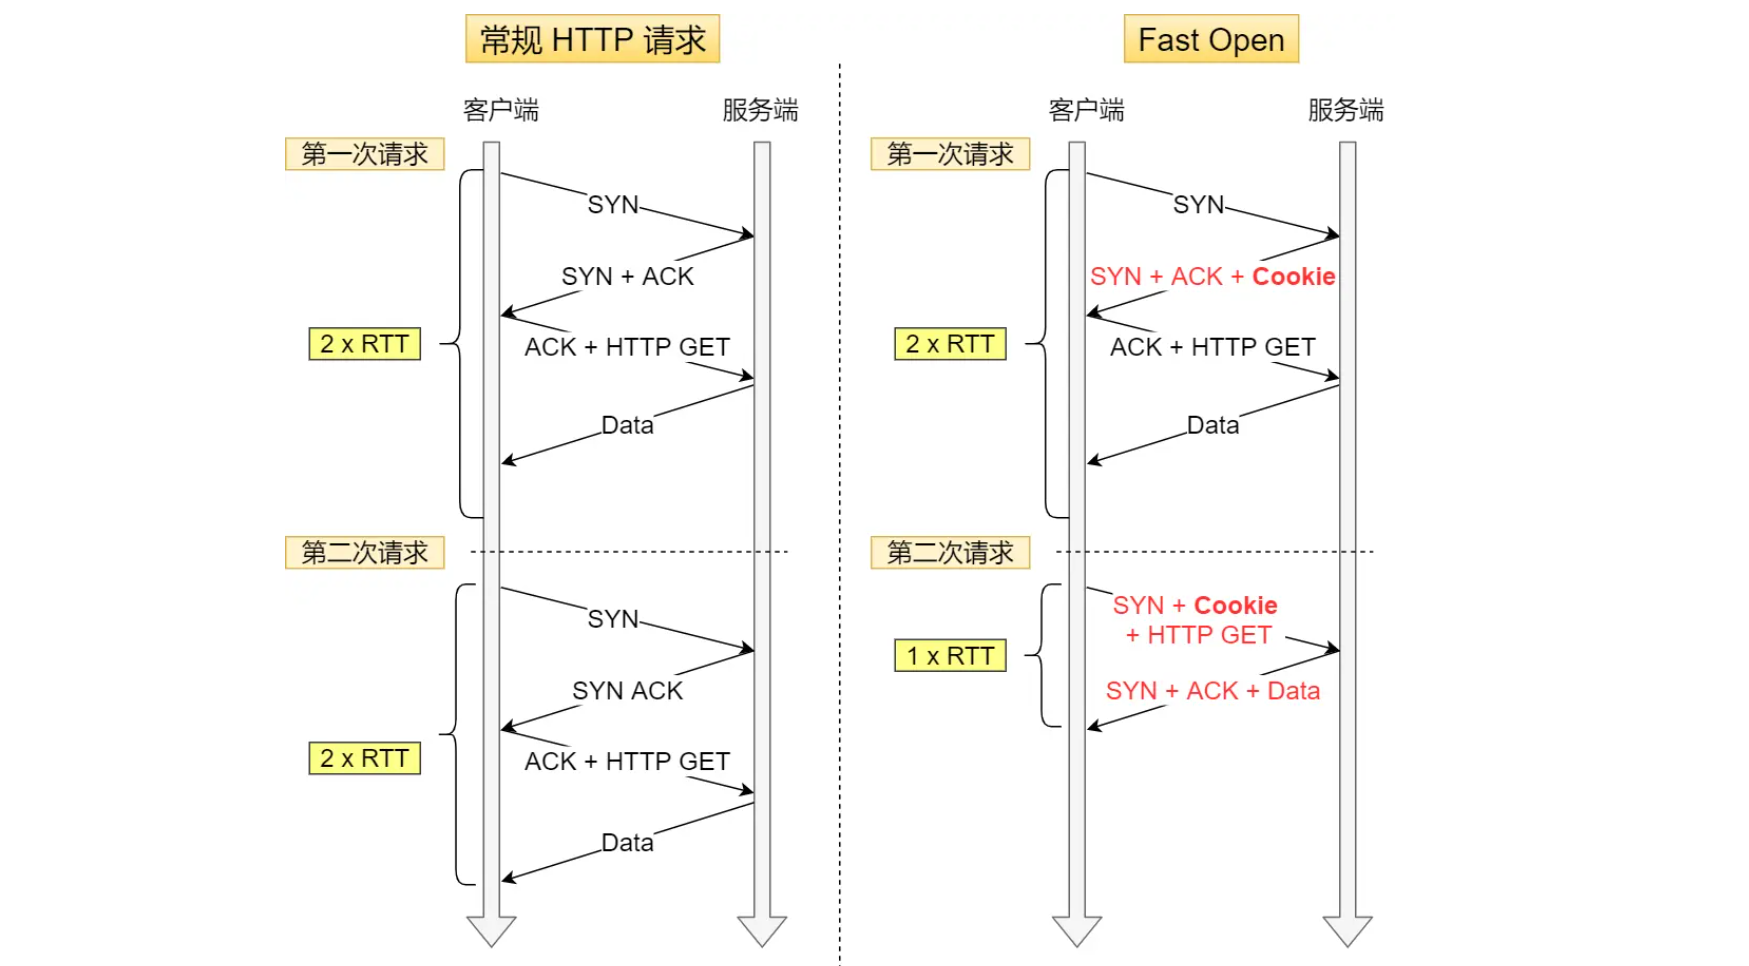 常规 HTTP 请求
客户端
服务端
第一次请求
SYN
SYN + ACK
2 x RTT
ACK + HTTP GET
Data
第二次请求
SYN
SYN ACK
2 x RTT
ACK + HTTP GET
Data
Fast Open
客户端
服务端
第一次请求
SYN
SYN + ACK + Cookie
2 x RTT
ACK + HTTP GET
Data
第二次请求
SYN + Cookie
+ HTTP GET
1 x RTT
SYN + ACK + Data